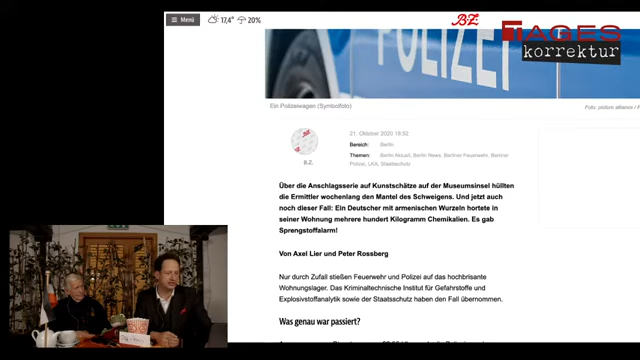 Menü 17,4° 20%
B.Z.
TAGES
korrektur
POLIZEI
Ein Polizeiwagen (Symbolfoto)
B.Z.
21. Oktober 2020
Bereich: Berlin
Themen: Berlin Aktuell, Berlin News, Berliner Feuerwehr, Berliner
Polizei, LKA, Staatsschutz
Über die Anschlagsserie auf Kunstschätze auf der Museumsinsel hüllten
die Ermittler wochenlang den Mantel des Schweigens. Und jetzt auch
noch dieser Fall: Ein Deutscher mit armenischen Wurzeln hortete in
seiner Wohnung mehrere hundert Kilogramm Chemikalien. Es gab
Sprengstoffalarm!
Von Axel Lier und Peter Rossberg
Nur durch Zufall stießen Feuerwehr und Polizei auf das hochbrisante
Wohnungslager. Das Kriminaltechnische Institut für Gefahrstoffe und
Explosivstoffanalytik sowie der Staatsschutz haben den Fall übernommen.
Was genau war passiert?